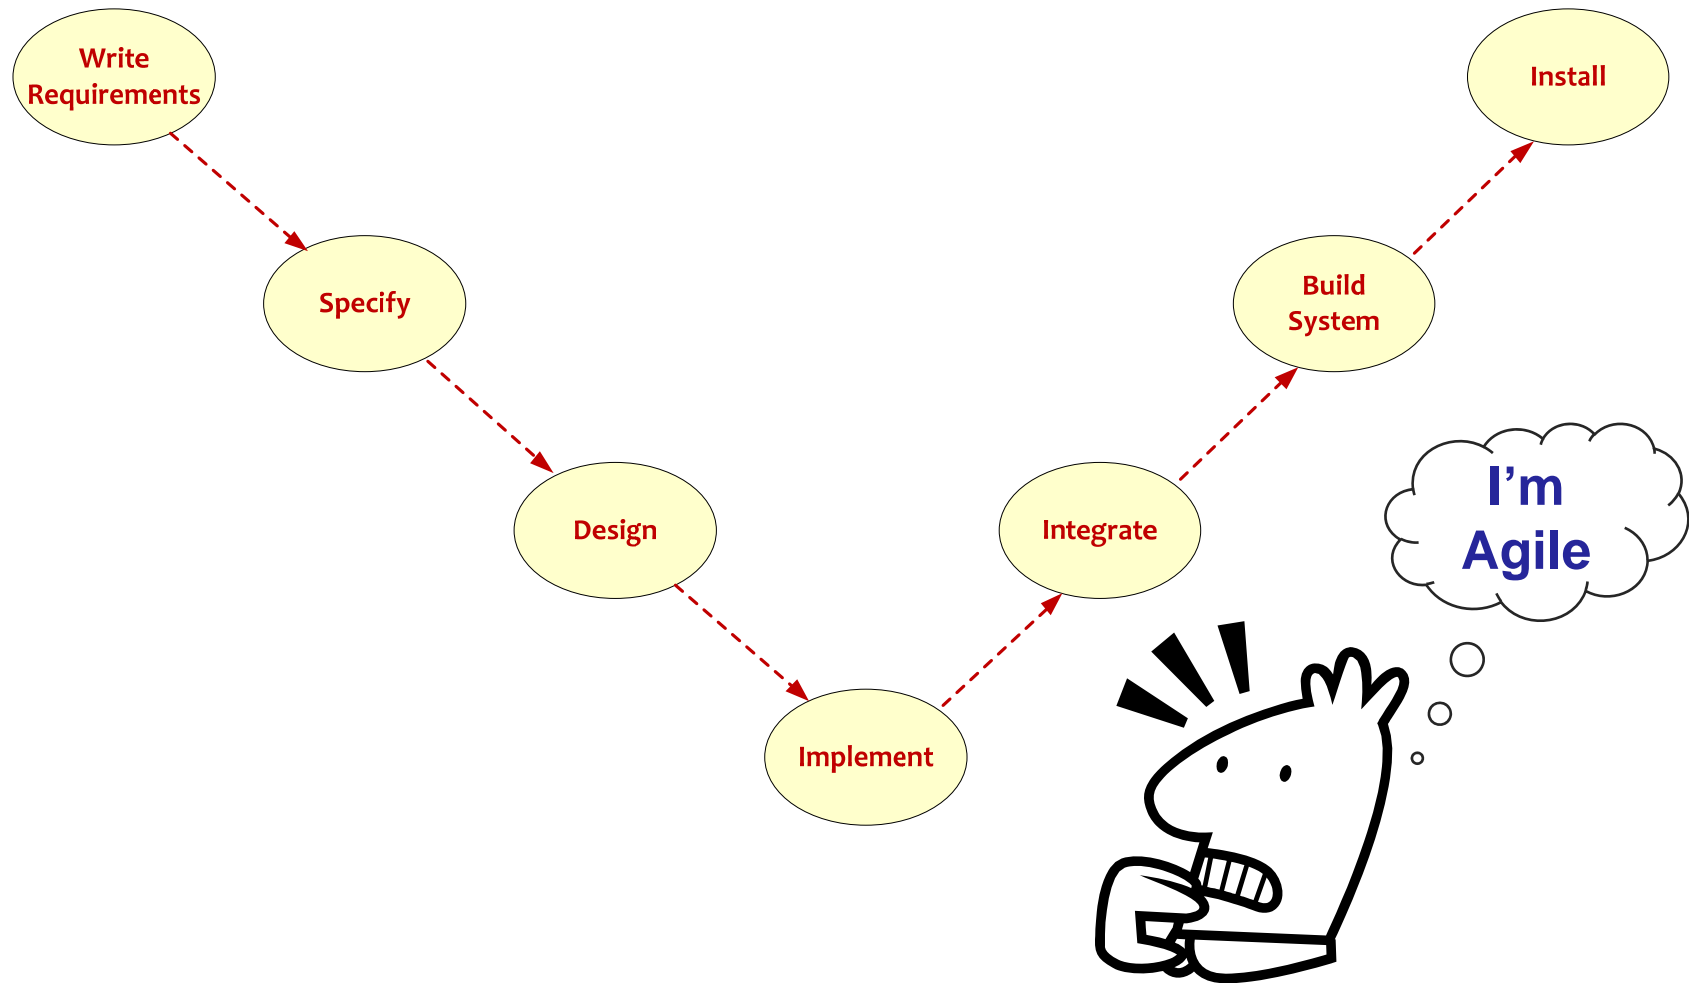 Write
Requirements
Install
Specify
Build
System
I’m
Agile
Design
Integrate
Implement